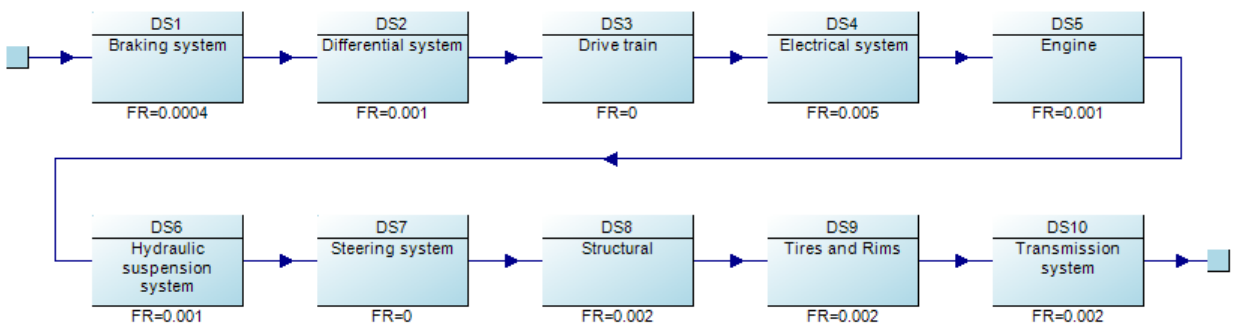 DS1
Braking system
FR=0.0004
DS2
Differential system
FR=0.001
DS3
Drive train
FR=0
DS4
Electrical system
FR=0.005
DS5
Engine
FR=0.001
DS6
Hydraulic
suspension
system
FR=0.001
DS7
Steering system
FR=0
DS8
Structural
FR=0.002
DS9
Tires and Rims
FR=0.002
DS10
Transmission
system
FR=0.002